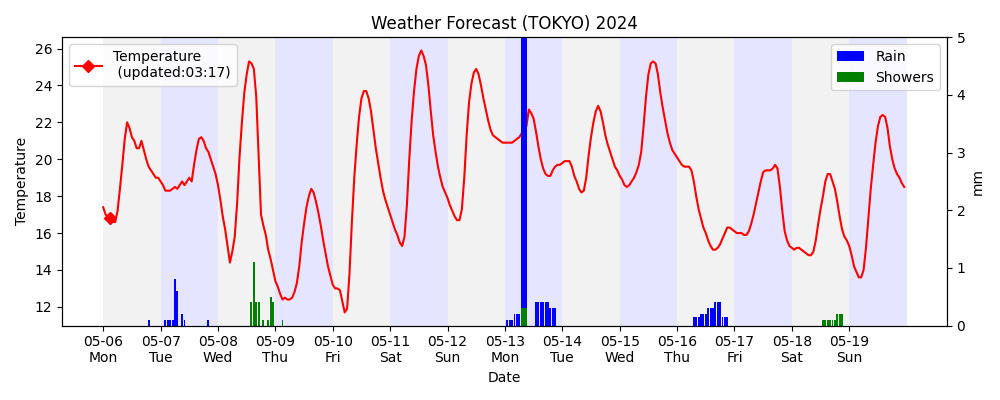 Weather Forecast (TOKYO) 2024
Temperature
(updated:03:17)
Rain
Showers
Temperature
26
24
22
20
18
16
14
12
5
4
3
2
1
0
mm
05-06 05-07 05-08 05-09 05-10 05-11 05-12 05-13 05-14 05-15 05-16 05-17 05-18 05-19
Mon Tue Wed Thu Fri Sat Sun Mon Tue Wed Thu Fri Sat Sun
Date